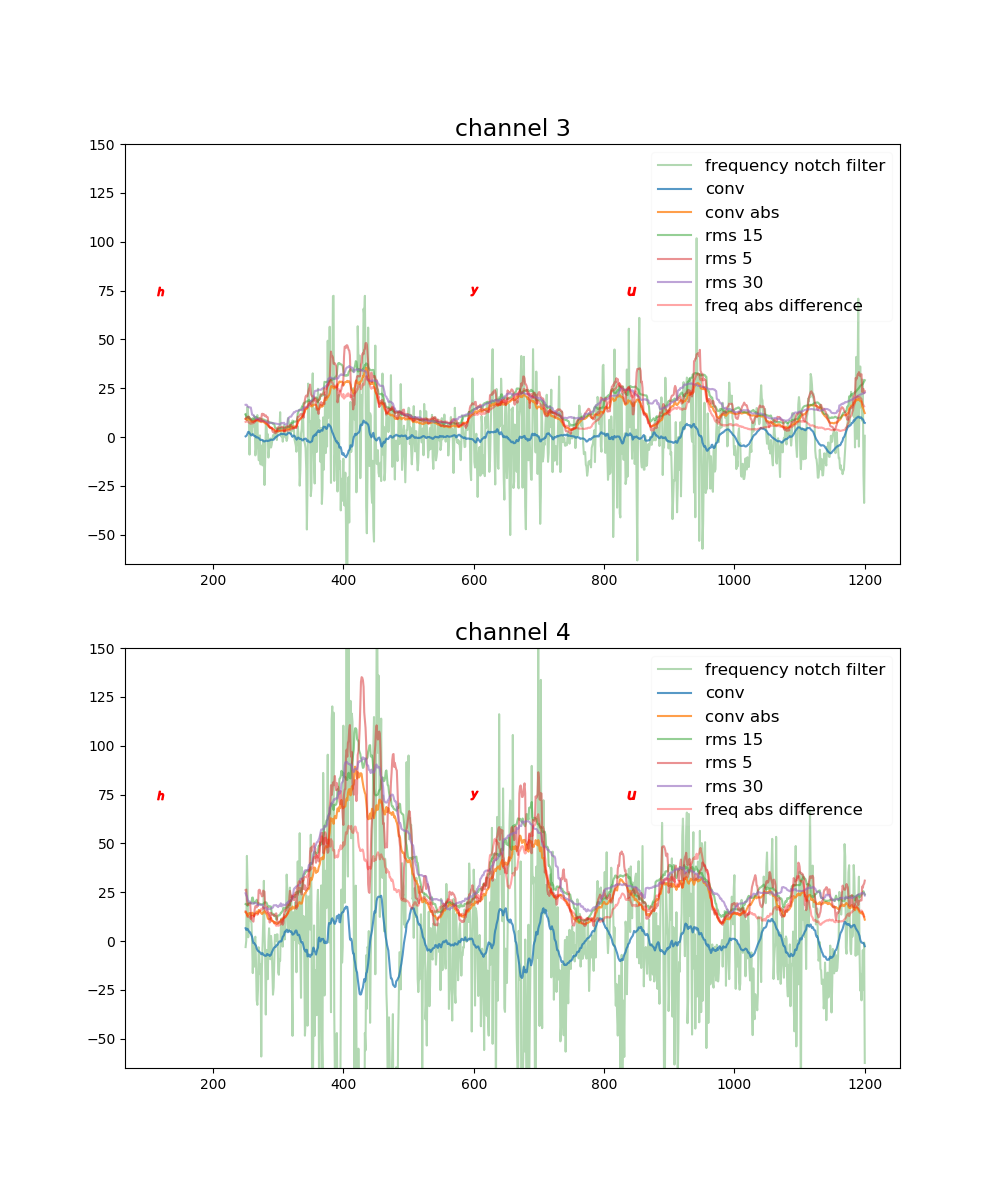 channel 3
150
125
100
75
50
25
0
−25
−50
frequency notch filter
conv
conv abs
rms 15
rms 5
rms 30
freq abs difference
h y u
200 400 600 800 1000 1200
channel 4
150
125
100
75
50
25
0
−25
−50
frequency notch filter
conv
conv abs
rms 15
rms 5
rms 30
freq abs difference
h y u
200 400 600 800 1000 1200